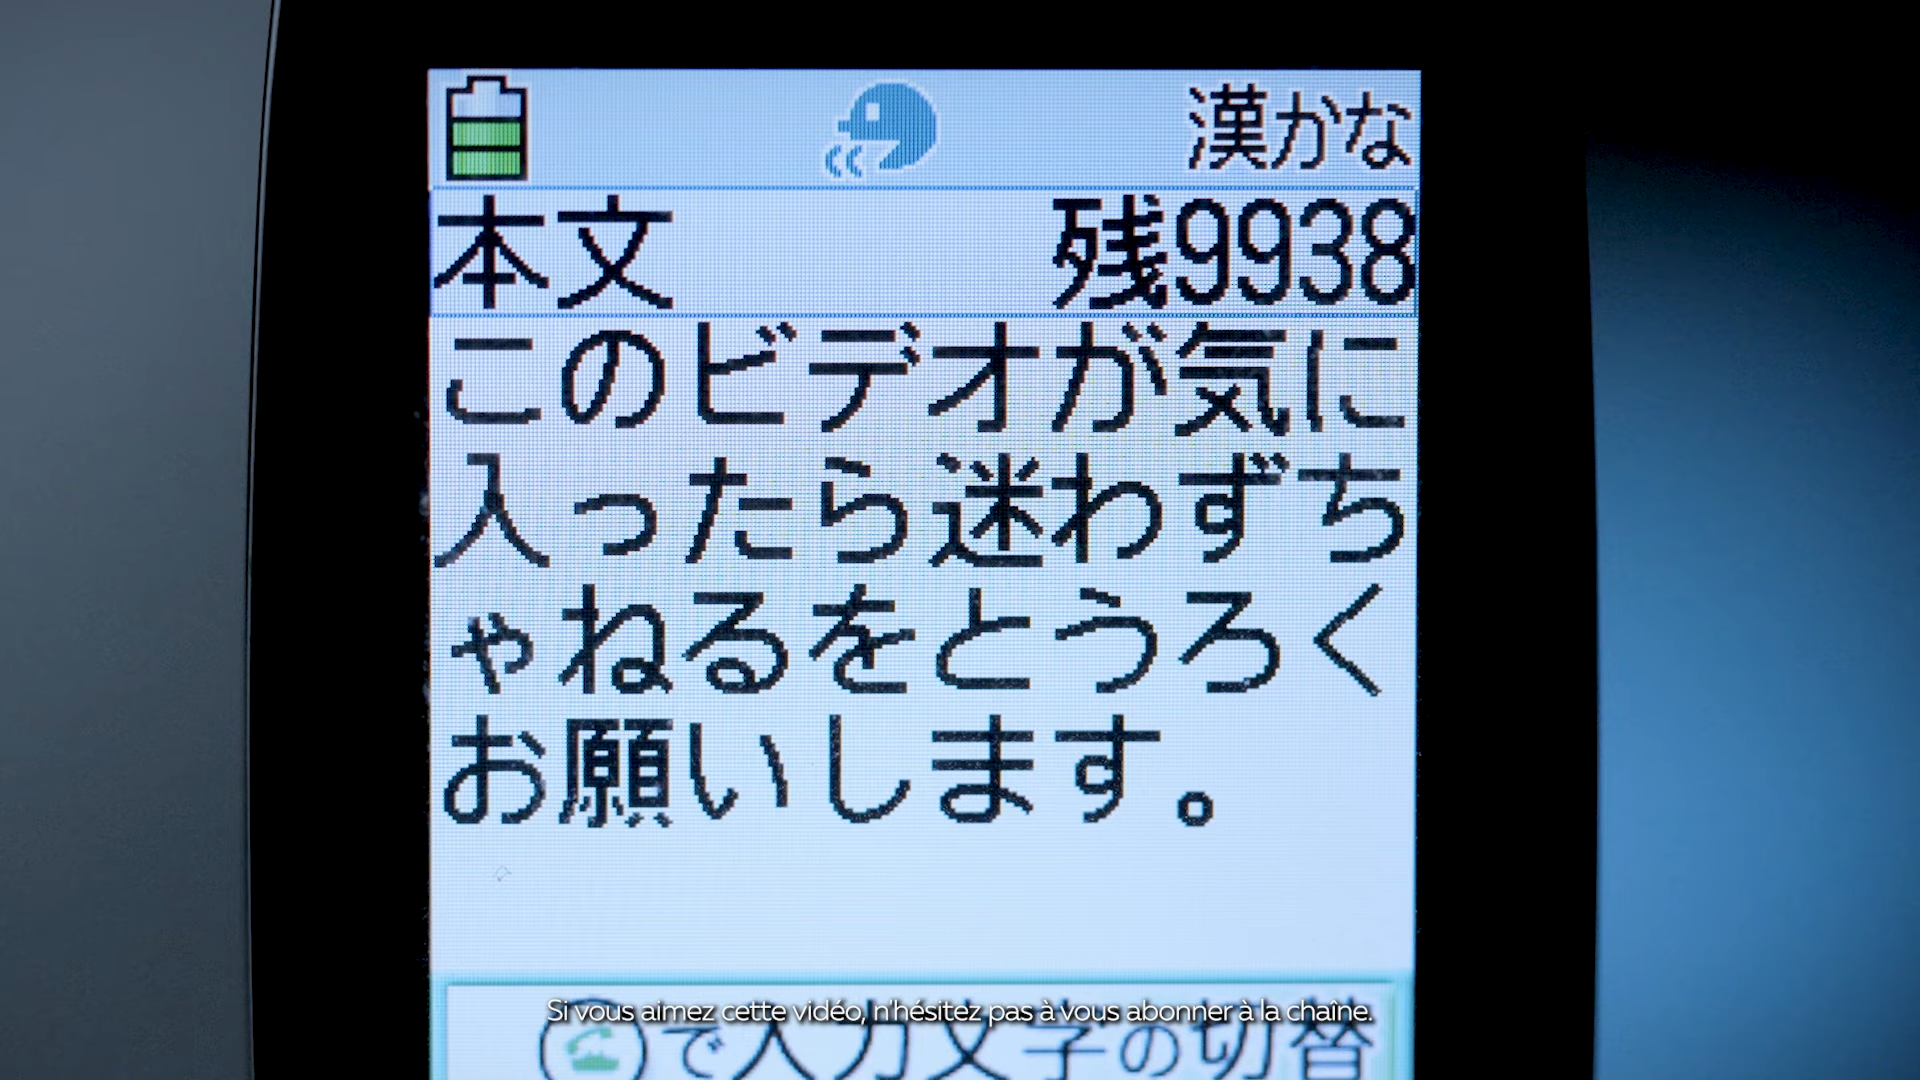 漢かな
本文 残9938
このビデオが気に
入ったら迷わずち
ゃねるをとうろく
お願いします。
Si vous aimez cette vidéo, n'hésitez pas à vous abonner à la chaîne.
で入力文字の切替